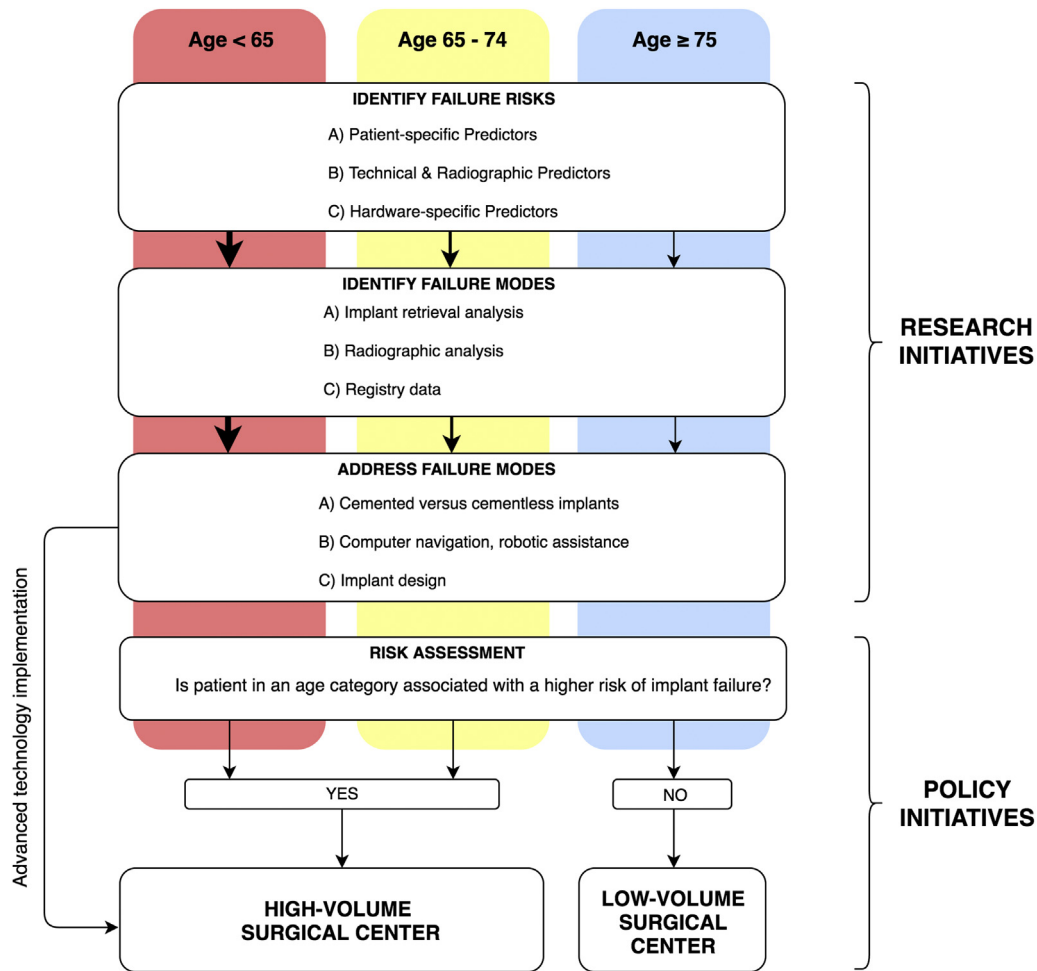 Age < 65
Age 65 - 74
Age ≥ 75
IDENTIFY FAILURE RISKS
A) Patient-specific Predictors
B) Technical & Radiographic Predictors
C) Hardware-specific Predictors
IDENTIFY FAILURE MODES
A) Implant retrieval analysis
B) Radiographic analysis
C) Registry data
RESEARCH
INITIATIVES
ADDRESS FAILURE MODES
A) Cemented versus cementless implants
B) Computer navigation, robotic assistance
C) Implant design
Advanced technology implementation
RISK ASSESSMENT
Is patient in an age category associated with a higher risk of implant failure?
YES
NO
POLICY
INITIATIVES
HIGH-VOLUME
SURGICAL CENTER
LOW-VOLUME
SURGICAL
CENTER